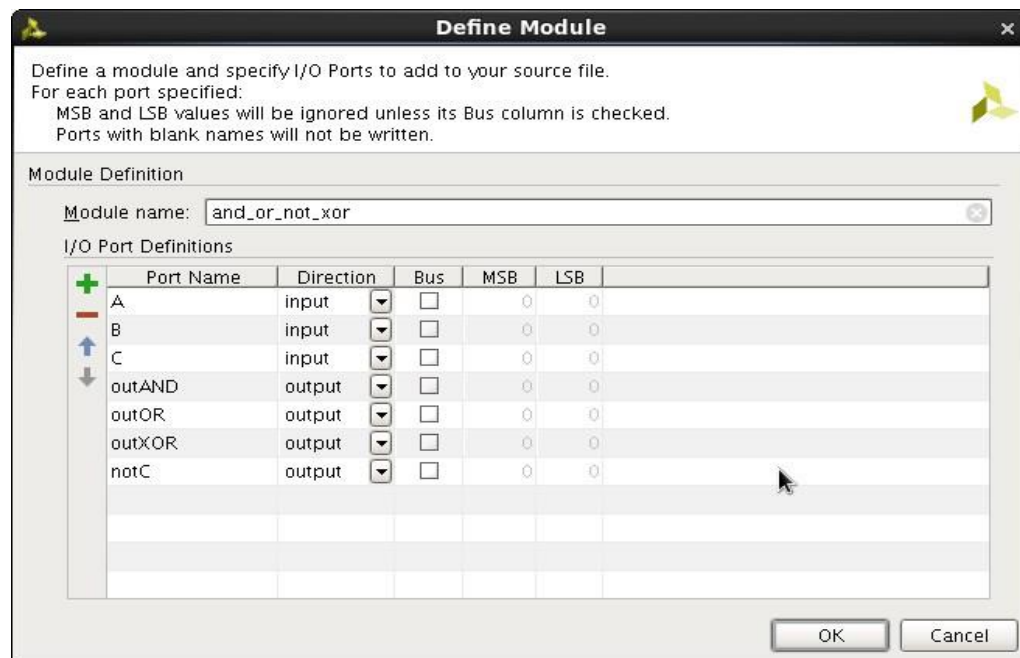 Define Module
Define a module and specify I/O Ports to add to your source file.
For each port specified:
MSB and LSB values will be ignored unless its Bus column is checked.
Ports with blank names will not be written.
Module Definition
Module name: and_or_not_xor
I/O Port Definitions
Port Name Direction Bus MSB LSB
A input 0 0
B input 0 0
C input 0 0
outAND output 0 0
outOR output 0 0
outXOR output 0 0
notC output 0 0
OK Cancel